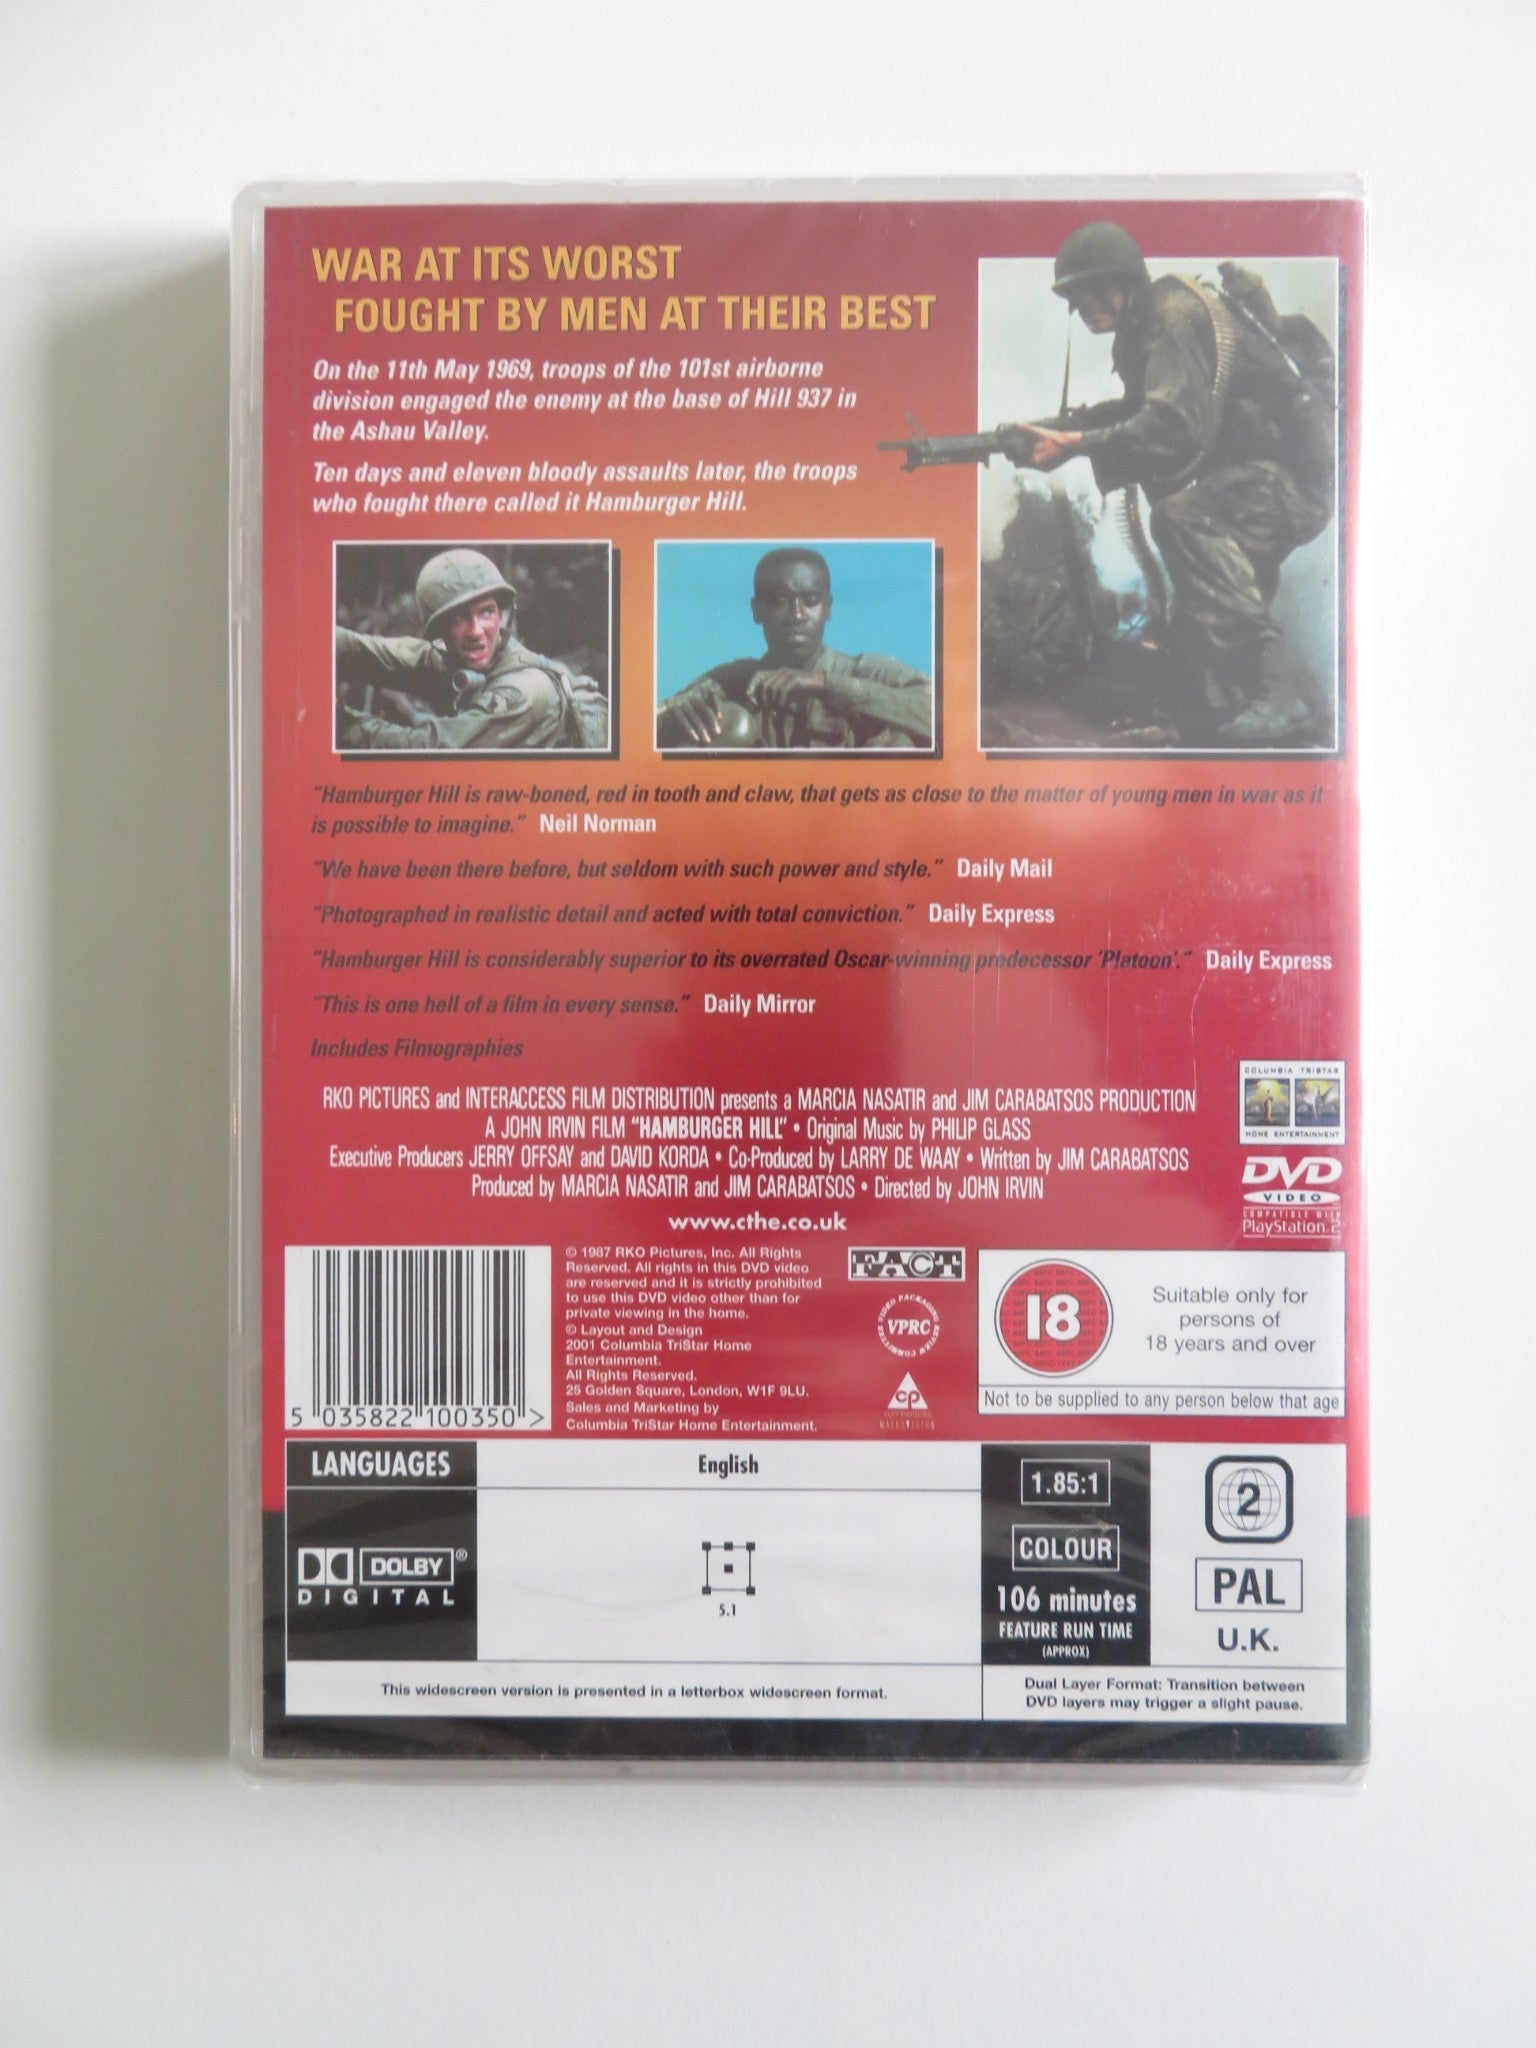 WAR AT ITS WORST
FOUGHT BY MEN AT THEIR BEST
On the 11th May 1969, troops of the 101st airborne
division engaged the enemy at the base of Hill 937 in
the Ashau Valley.
Ten days and eleven bloody assaults later, the troops
who fought there called it Hamburger Hill.
"Hamburger Hill is raw-boned, red in tooth and claw, that gets as close to the matter of young men in war as it
is possible to imagine." Neil Norman
"We have been there before, but seldom with such power and style." Daily Mail
"Photographed in realistic detail and acted with total conviction." Daily Express
"Hamburger Hill is considerably superior to its overrated Oscar-winning predecessor 'Platoon'." Daily Express
"This is one hell of a film in every sense." Daily Mirror
Includes Filmographies
RKO PICTURES and INTERACCESS FILM DISTRIBUTION presents a MARCIA NASATIR and JIM CARABATSOS PRODUCTION
A JOHN IRVIN FILM "HAMBURGER HILL" • Original Music by PHILIP GLASS
Executive Producers JERRY OFFSAY and DAVID KORDA • Co-Produced by LARRY DE WAAY • Written by JIM CARABATSOS
Produced by MARCIA NASATIR and JIM CARABATSOS • Directed by JOHN IRVIN
www.cthe.co.uk
COLUMBIA TRISTAR
HOME ENTERTAINMENT
DVD
VIDEO
COMPATIBLE WITH
PlayStation 2
5 035822 100350 >
© 1987 RKO Pictures, Inc. All Rights
Reserved. All rights in this DVD video
are reserved and it is strictly prohibited
to use this DVD video other than for
private viewing in the home.
© Layout and Design
2001 Columbia TriStar Home
Entertainment.
All Rights Reserved.
25 Golden Square, London, W1F 9LU.
Sales and Marketing by
Columbia TriStar Home Entertainment.
FACT
VIDEO PACKAGING REVIEW COMMITTEE
VPRC
CP
MACROVISION
18
Suitable only for
persons of
18 years and over
Not to be supplied to any person below that age
LANGUAGES
English
DOLBY®
DIGITAL
5.1
1.85:1
COLOUR
106 minutes
FEATURE RUN TIME
(APPROX)
2
PAL
U.K.
This widescreen version is presented in a letterbox widescreen format.
Dual Layer Format: Transition between
DVD layers may trigger a slight pause.